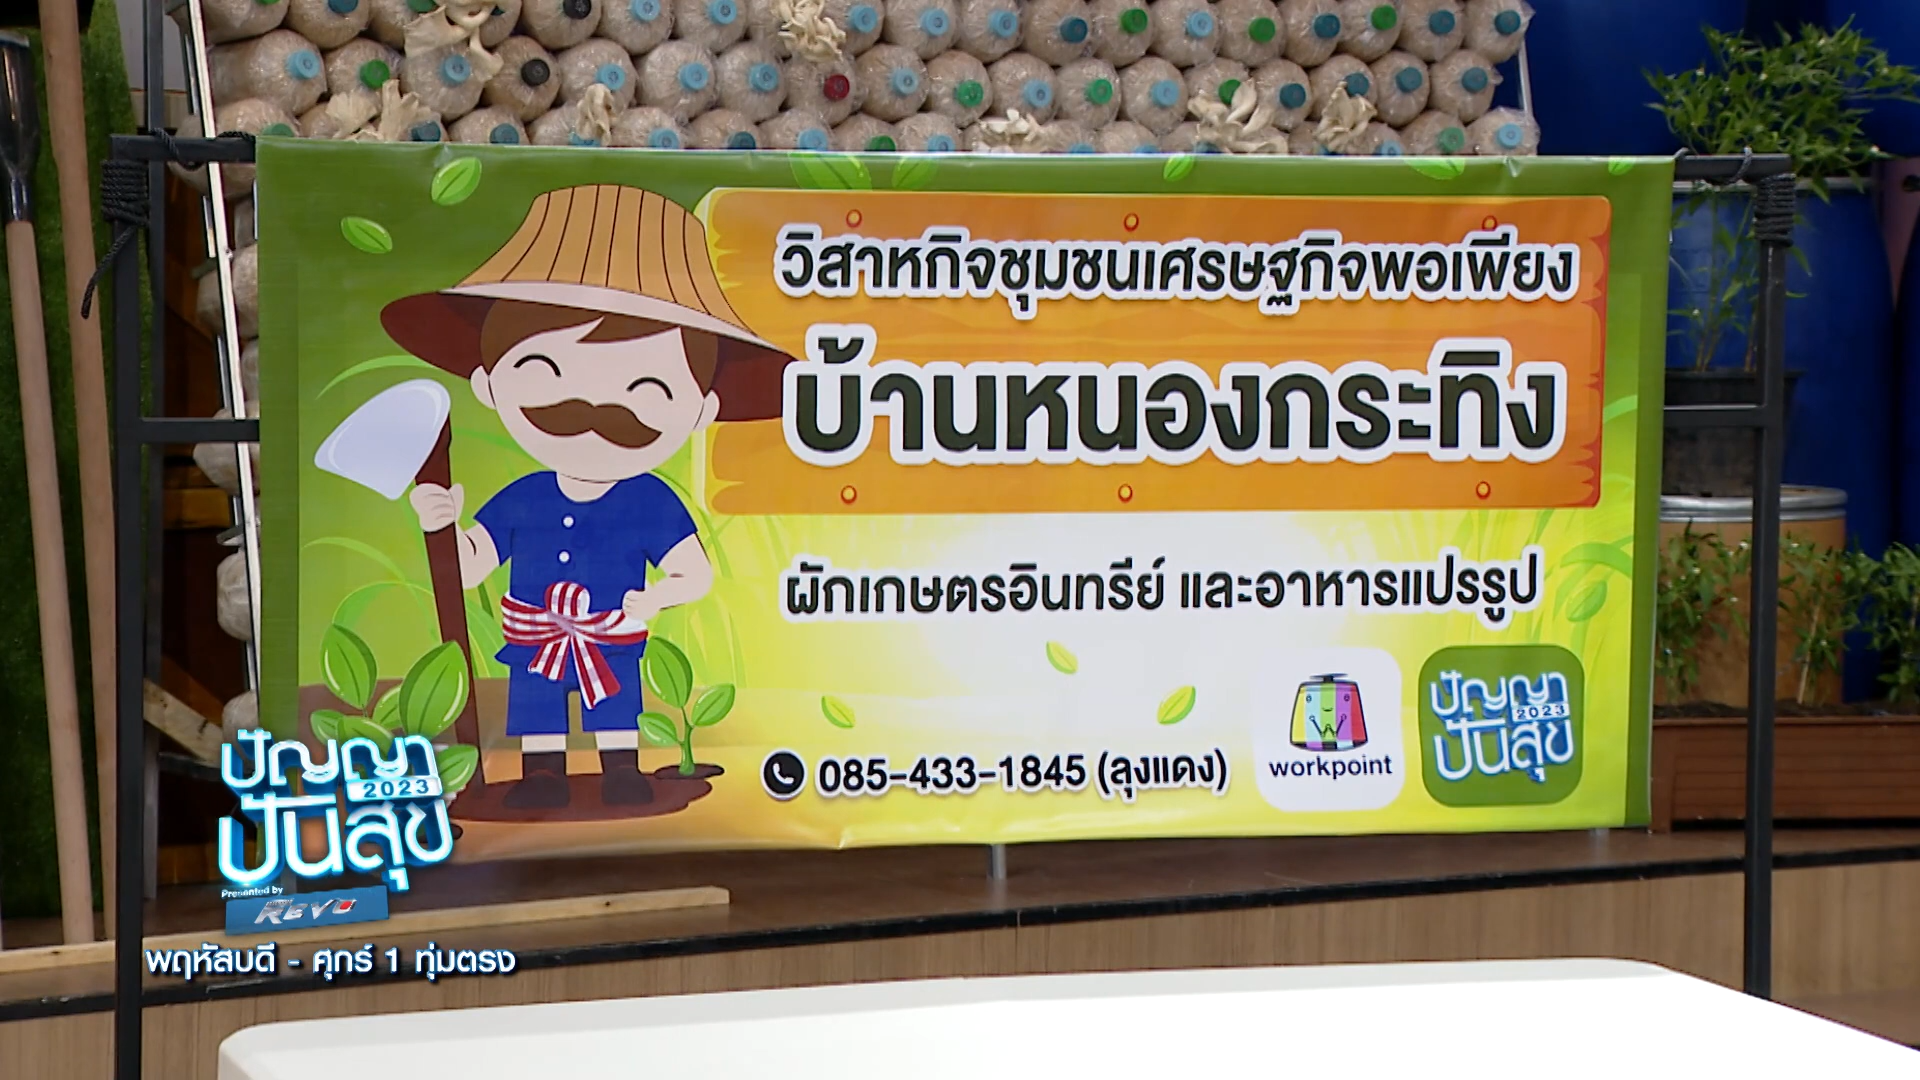 วิสาหกิจชุมชนเศรษฐกิจพอเพียง
บ้านหนองกระทิง
ผักเกษตรอินทรีย์ และอาหารแปรรูป
085-433-1845 (ลุงแดง)
workpoint
ปัญญา
2023
ปันสุข
ปัญญา
2023
ปันสุข
Presented by
REVO
พฤหัสบดี - ศุกร์ 1 ทุ่มตรง